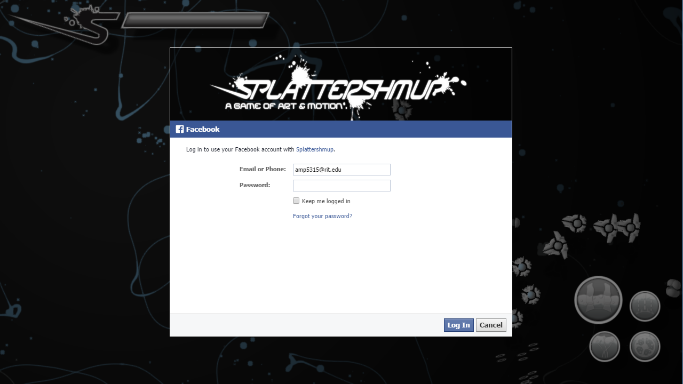 SPLATTERSHMUP
A GAME OF ART & MOTION
Facebook
Log in to use your Facebook account with Splattershmup.
Email or Phone: amp5315@rit.edu
Password:
Keep me logged in
Forgot your password?
Log In Cancel